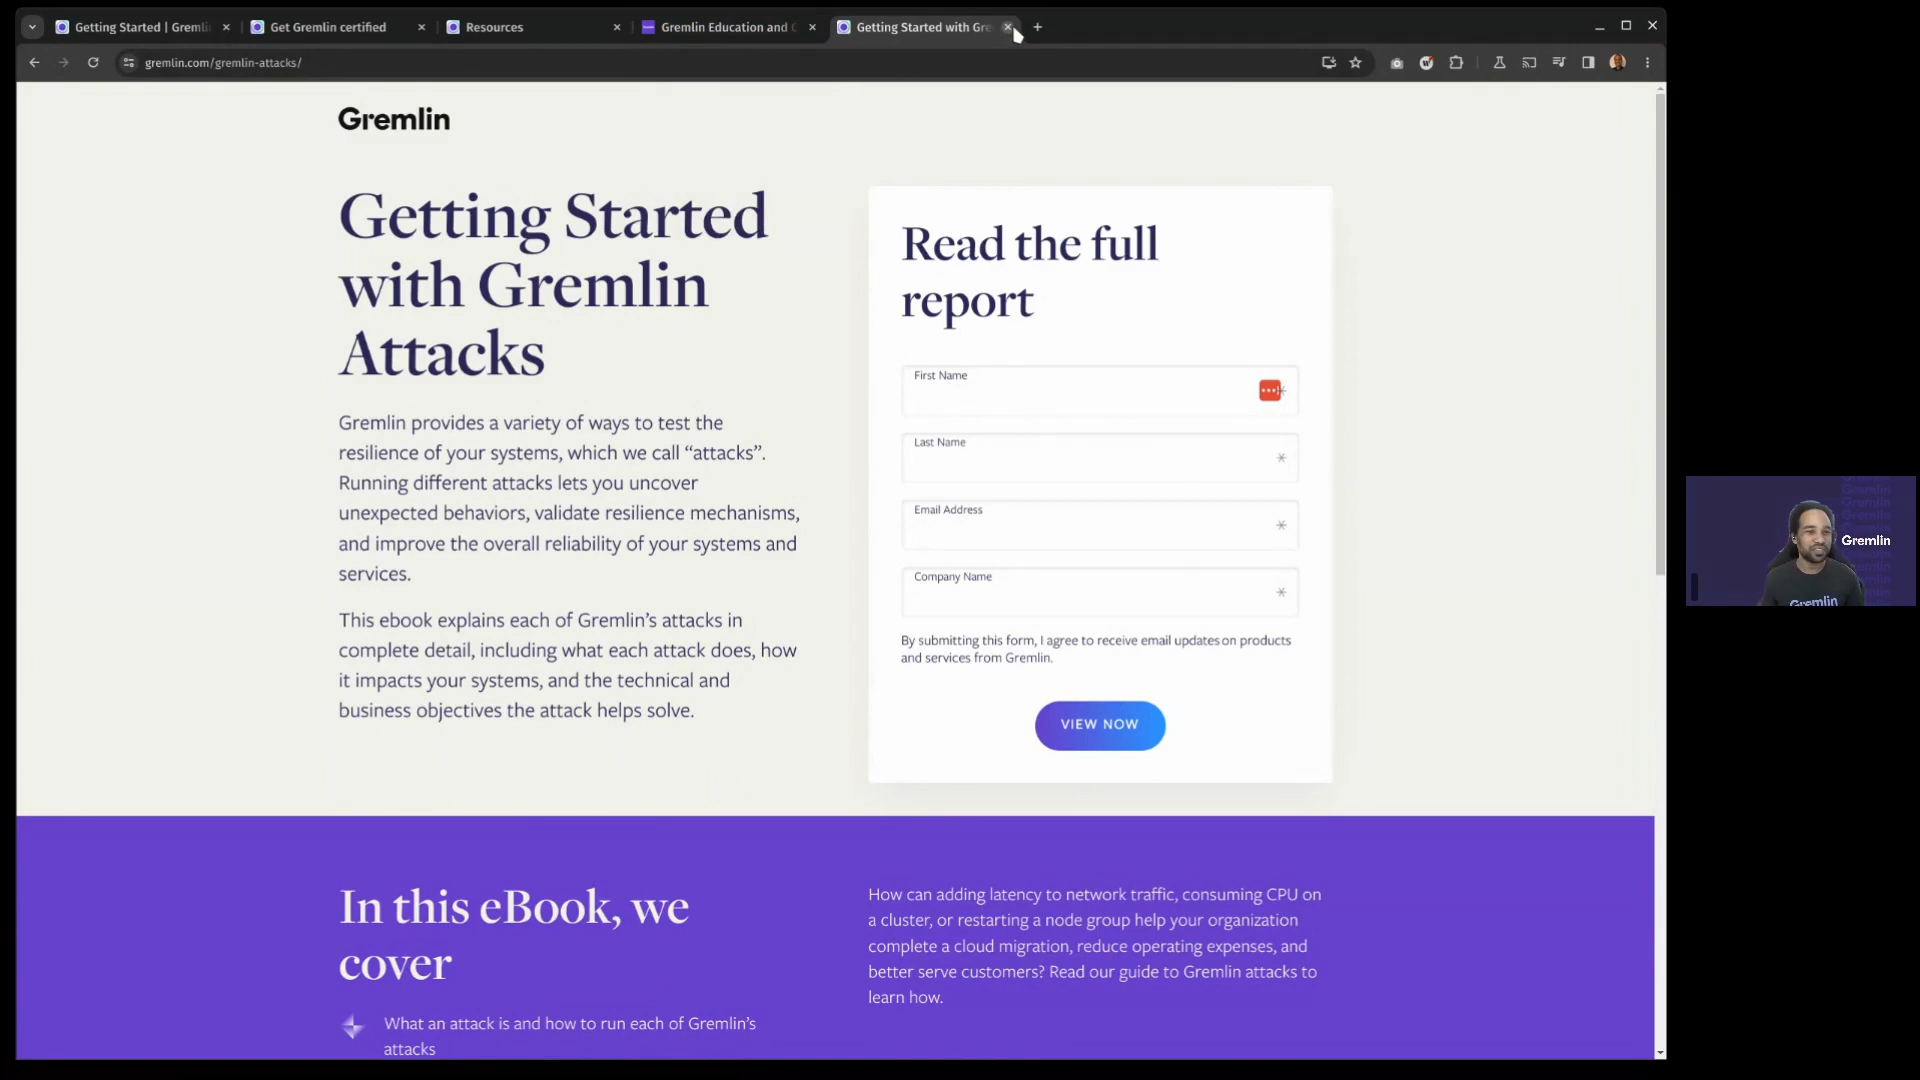 Getting Started | Gremli
Get Gremlin certified
Resources
Gremlin Education and C
Getting Started with Gre
gremlin.com/gremlin-attacks/
Gremlin
Getting Started
with Gremlin
Attacks
Gremlin provides a variety of ways to test the
resilience of your systems, which we call “attacks”.
Running different attacks lets you uncover
unexpected behaviors, validate resilience mechanisms,
and improve the overall reliability of your systems and
services.
This ebook explains each of Gremlin’s attacks in
complete detail, including what each attack does, how
it impacts your systems, and the technical and
business objectives the attack helps solve.
Read the full
report
First Name
Last Name
Email Address
Company Name
By submitting this form, I agree to receive email updates on products
and services from Gremlin.
VIEW NOW
In this eBook, we
cover
What an attack is and how to run each of Gremlin’s
attacks
How can adding latency to network traffic, consuming CPU on
a cluster, or restarting a node group help your organization
complete a cloud migration, reduce operating expenses, and
better serve customers? Read our guide to Gremlin attacks to
learn how.
Gremlin
Gremlin